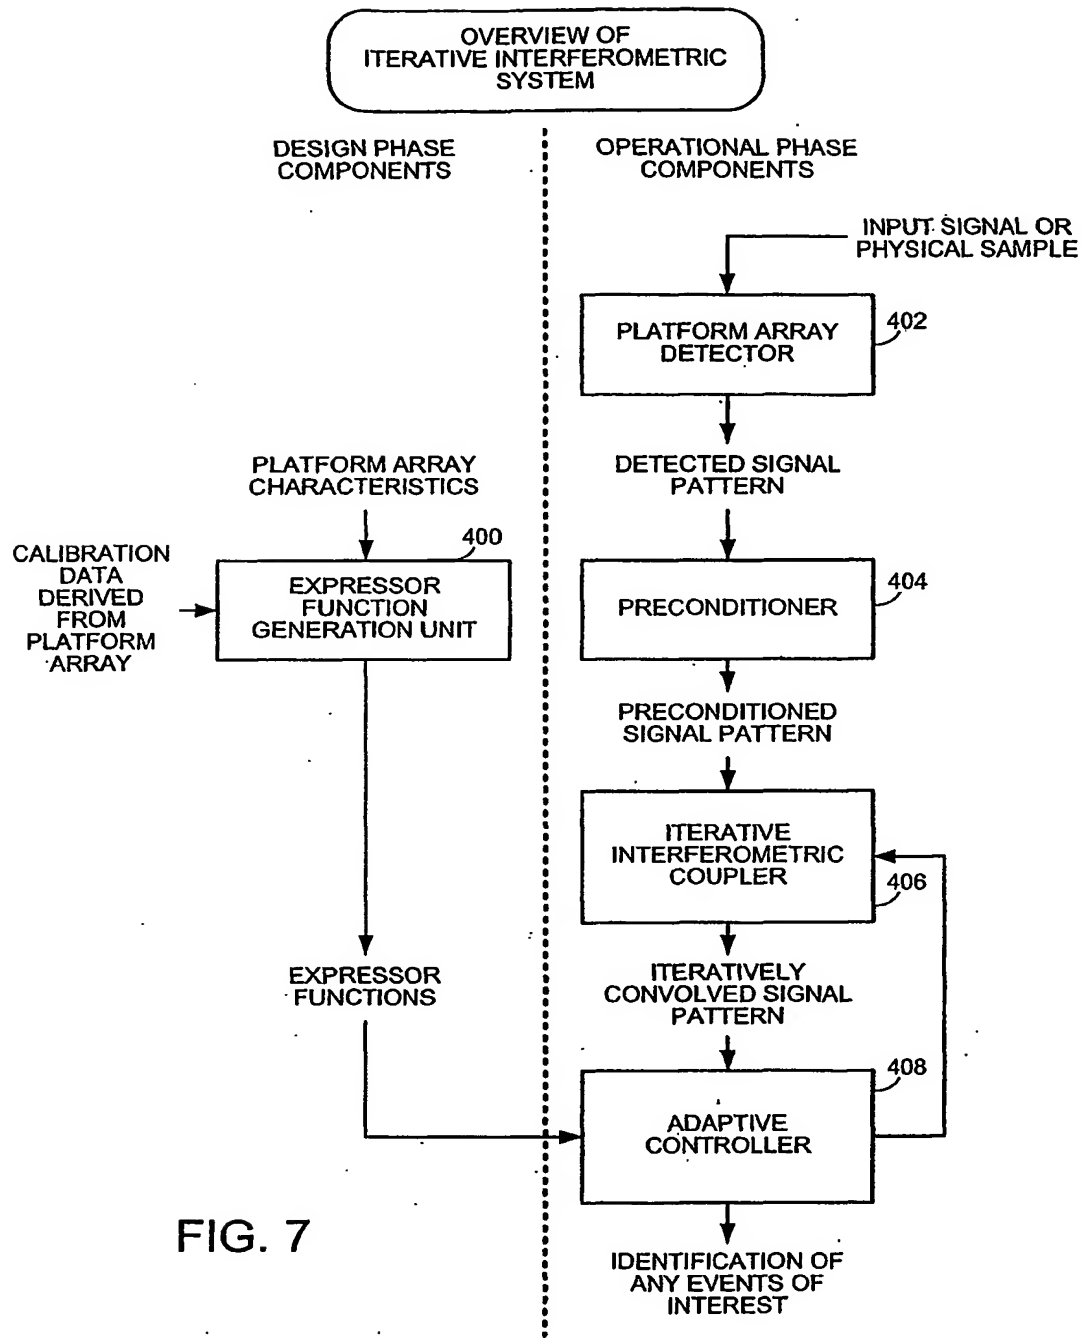 OVERVIEW OF
ITERATIVE INTERFEROMETRIC
SYSTEM
DESIGN PHASE
COMPONENTS
OPERATIONAL PHASE
COMPONENTS
INPUT SIGNAL OR
PHYSICAL SAMPLE
PLATFORM ARRAY
DETECTOR
402
DETECTED SIGNAL
PATTERN
PLATFORM ARRAY
CHARACTERISTICS
400
CALIBRATION
DATA
DERIVED
FROM
PLATFORM
ARRAY
EXPRESSOR
FUNCTION
GENERATION UNIT
PRECONDITIONER
404
PRECONDITIONED
SIGNAL PATTERN
ITERATIVE
INTERFEROMETRIC
COUPLER
406
EXPRESSOR
FUNCTIONS
ITERATIVELY
CONVOLVED SIGNAL
PATTERN
408
ADAPTIVE
CONTROLLER
IDENTIFICATION OF
ANY EVENTS OF
INTEREST
FIG. 7